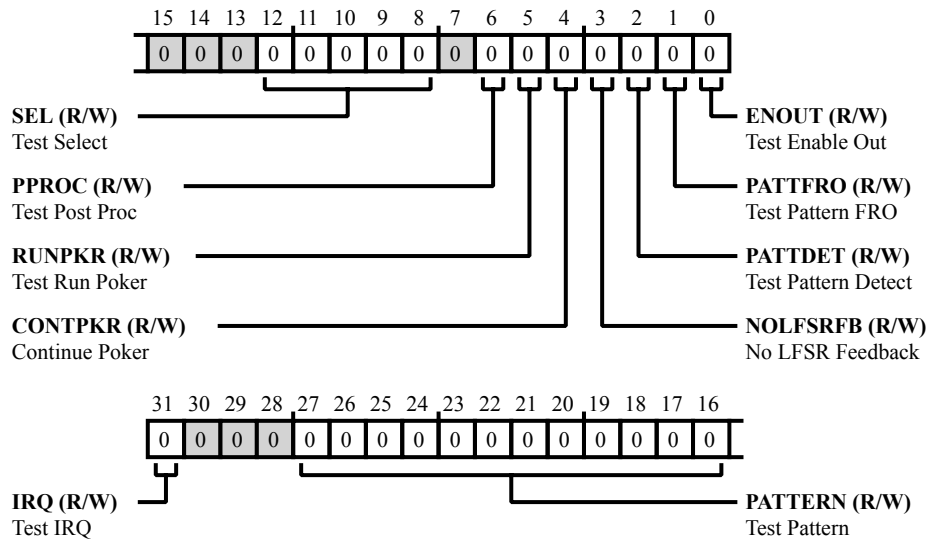 15 14 13 12 11 10 9 8 7 6 5 4 3 2 1 0
0 0 0 0 0 0 0 0 0 0 0 0 0 0 0 0
SEL (R/W)
Test Select
ENOUT (R/W)
Test Enable Out
PPROC (R/W)
Test Post Proc
PATTFRO (R/W)
Test Pattern FRO
RUNPKR (R/W)
Test Run Poker
PATTDET (R/W)
Test Pattern Detect
CONTPKR (R/W)
Continue Poker
NOLFSRFB (R/W)
No LFSR Feedback
31 30 29 28 27 26 25 24 23 22 21 20 19 18 17 16
0 0 0 0 0 0 0 0 0 0 0 0 0 0 0 0
IRQ (R/W)
Test IRQ
PATTERN (R/W)
Test Pattern